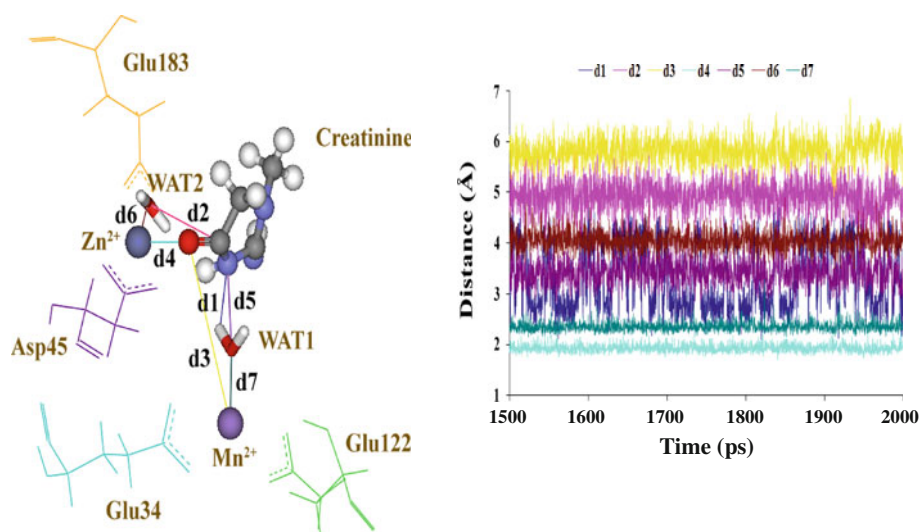 Glu183
Creatinine
WAT2
d6
d2
Zn²⁺
d4
d1
d5
Asp45
WAT1
d3
d7
Mn²⁺
Glu122
Glu34
d1 d2 d3 d4 d5 d6 d7
Distance (Å)
7
6
5
4
3
2
1
1500 1600 1700 1800 1900 2000
Time (ps)